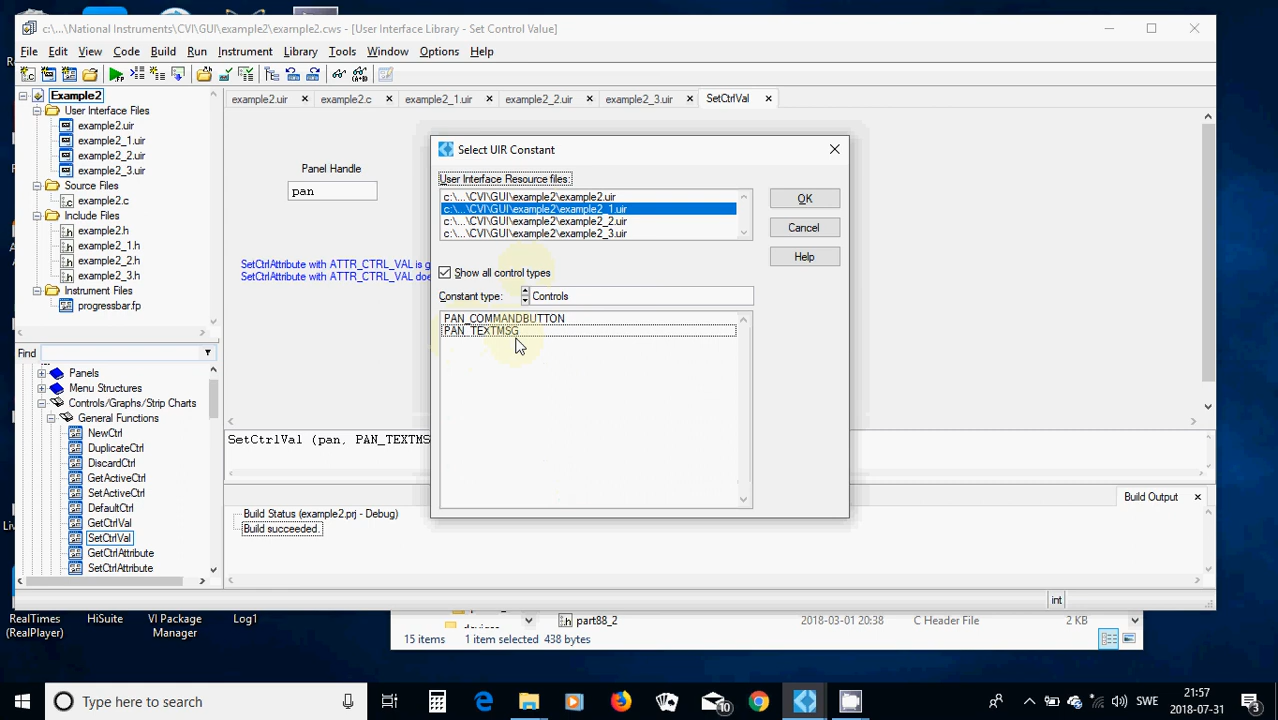 c:\...\National Instruments\CVI\GUI\example2\example2.cws - [User Interface Library - Set Control Value]
File Edit View Code Build Run Instrument Library Tools Window Options Help
Example2
User Interface Files
example2.uir
example2_1.uir
example2_2.uir
example2_3.uir
Source Files
example2.c
Include Files
example2.h
example2_1.h
example2_2.h
example2_3.h
Instrument Files
progressbar.fp
Find
Panels
Menu Structures
Controls/Graphs/Strip Charts
General Functions
NewCtrl
DuplicateCtrl
DiscardCtrl
GetActiveCtrl
SetActiveCtrl
DefaultCtrl
GetCtrlVal
SetCtrlVal
GetCtrlAttribute
SetCtrlAttribute
example2.uir example2.c example2_1.uir example2_2.uir example2_3.uir SetCtrlVal
Panel Handle
pan
SetCtrlAttribute with ATTR_CTRL_VAL is
SetCtrlAttribute with ATTR_CTRL_VAL
SetCtrlVal (pan, PAN_TEXTMS
Select UIR Constant
User Interface Resource files:
c:\...\CVI\GUI\example2\example2.uir
c:\...\CVI\GUI\example2\example2_1.uir
c:\...\CVI\GUI\example2\example2_2.uir
c:\...\CVI\GUI\example2\example2_3.uir
OK
Cancel
Help
Show all control types
Constant type: Controls
PAN_COMMANDBUTTON
PAN_TEXTMSG
Build Output
Build Status (example2.prj - Debug)
Build succeeded.
int
part88_2 2018-03-01 20:38 C Header File 2 KB
15 items 1 item selected 438 bytes
RealTimes
(RealPlayer)
HiSuite
VI Package
Manager
Log1
Type here to search
10
SWE
21:57
2018-07-31
3